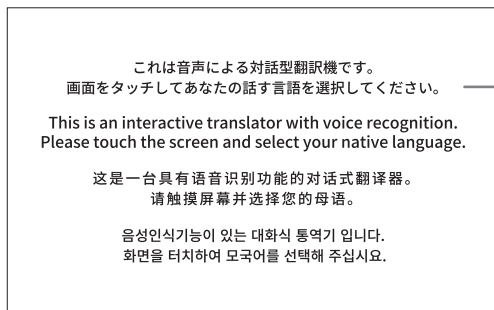 これは音声による対話型翻訳機です。
画面をタッチしてあなたの話す言語を選択してください。
This is an interactive translator with voice recognition.
Please touch the screen and select your native language.
这是一台具有语音识别功能的对话式翻译器。
请触摸屏幕并选择您的母语。
음성인식기능이 있는 대화식 통역기 입니다.
화면을 터치하여 모국어를 선택해 주십시요.